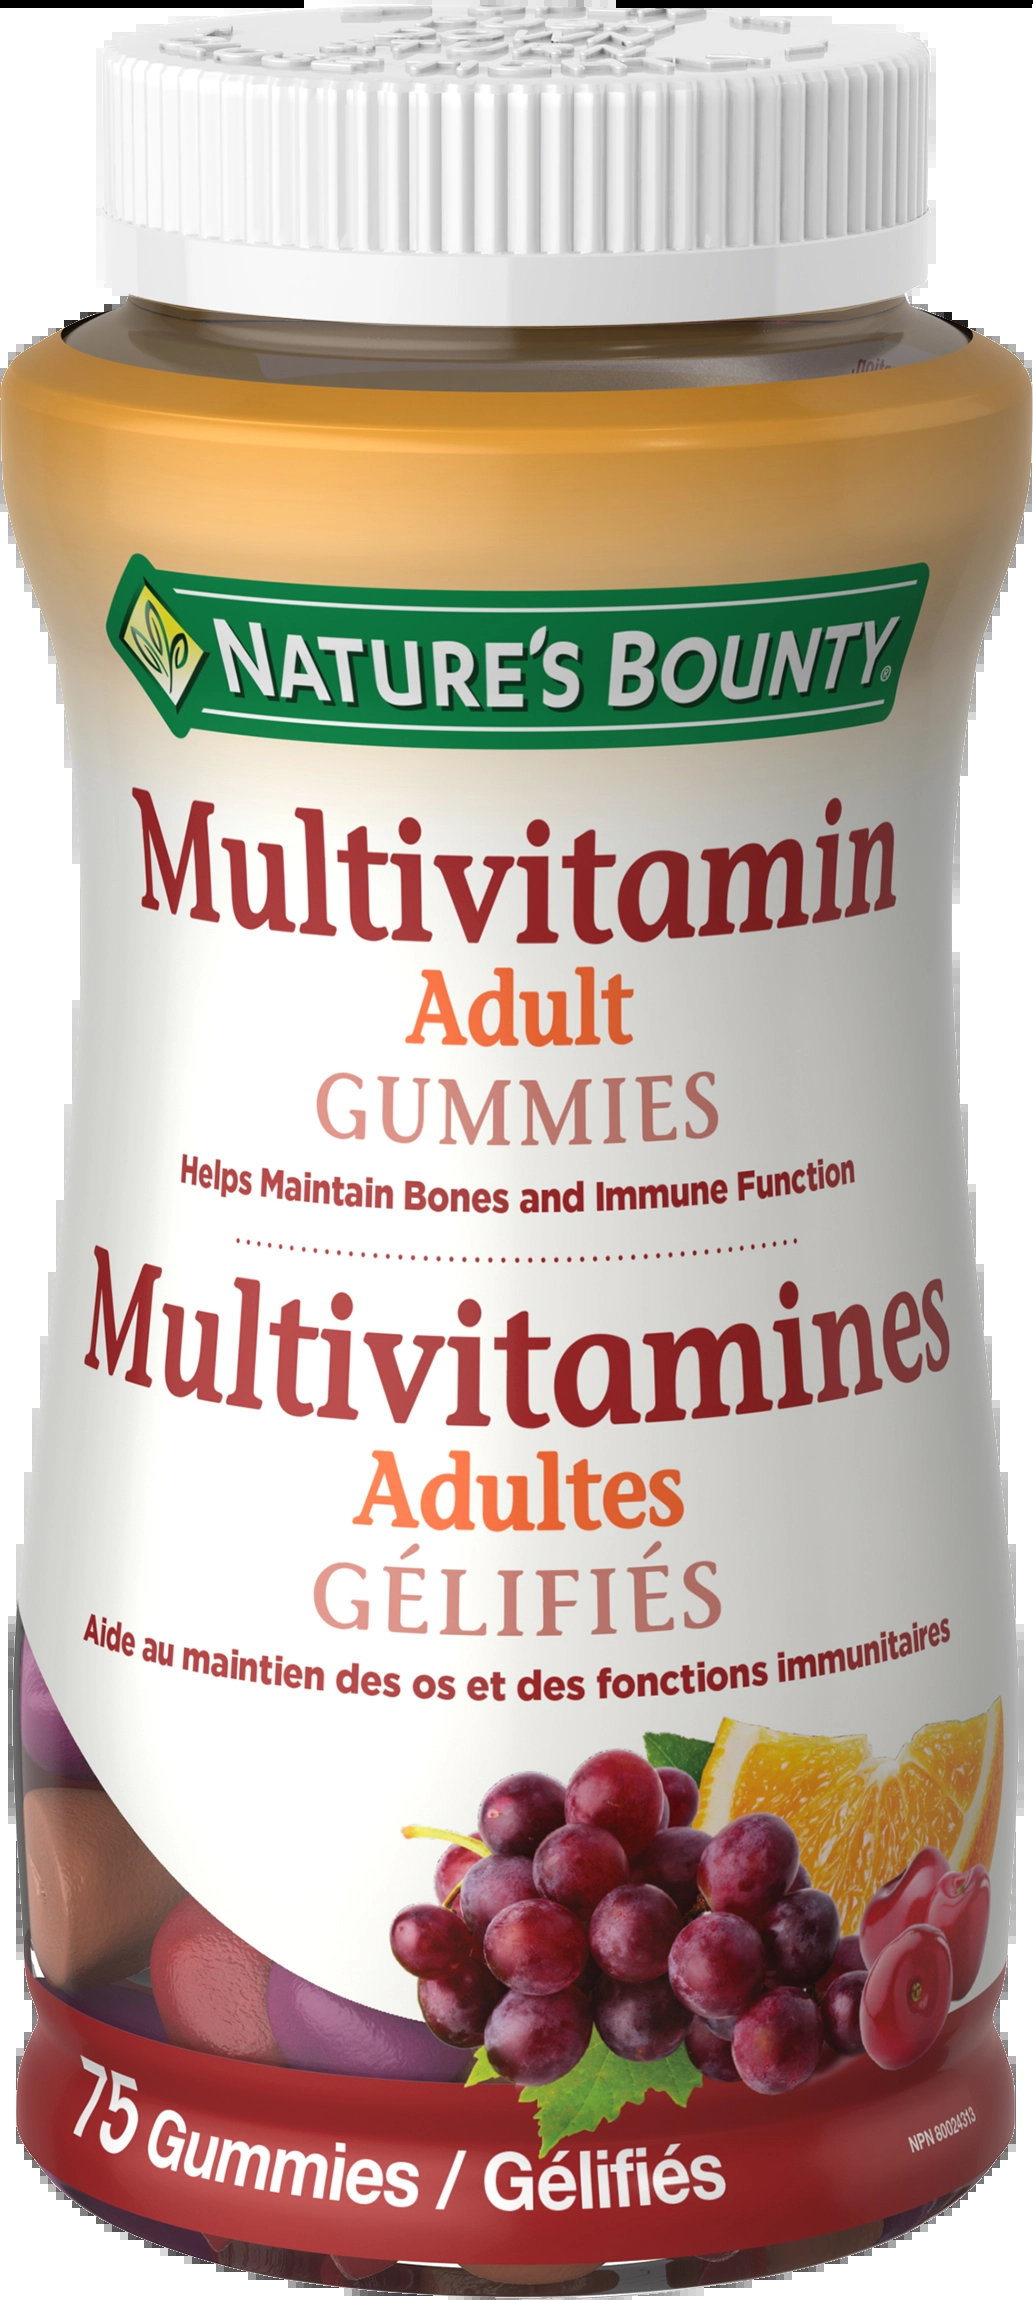 NATURE'S BOUNTY®
Multivitamin
Adult
GUMMIES
Helps Maintain Bones and Immune Function
Multivitamines
Adultes
GÉLIFIÉS
Aide au maintien des os et des fonctions immunitaires
75 Gummies / Gélifiés
NPN 80024313